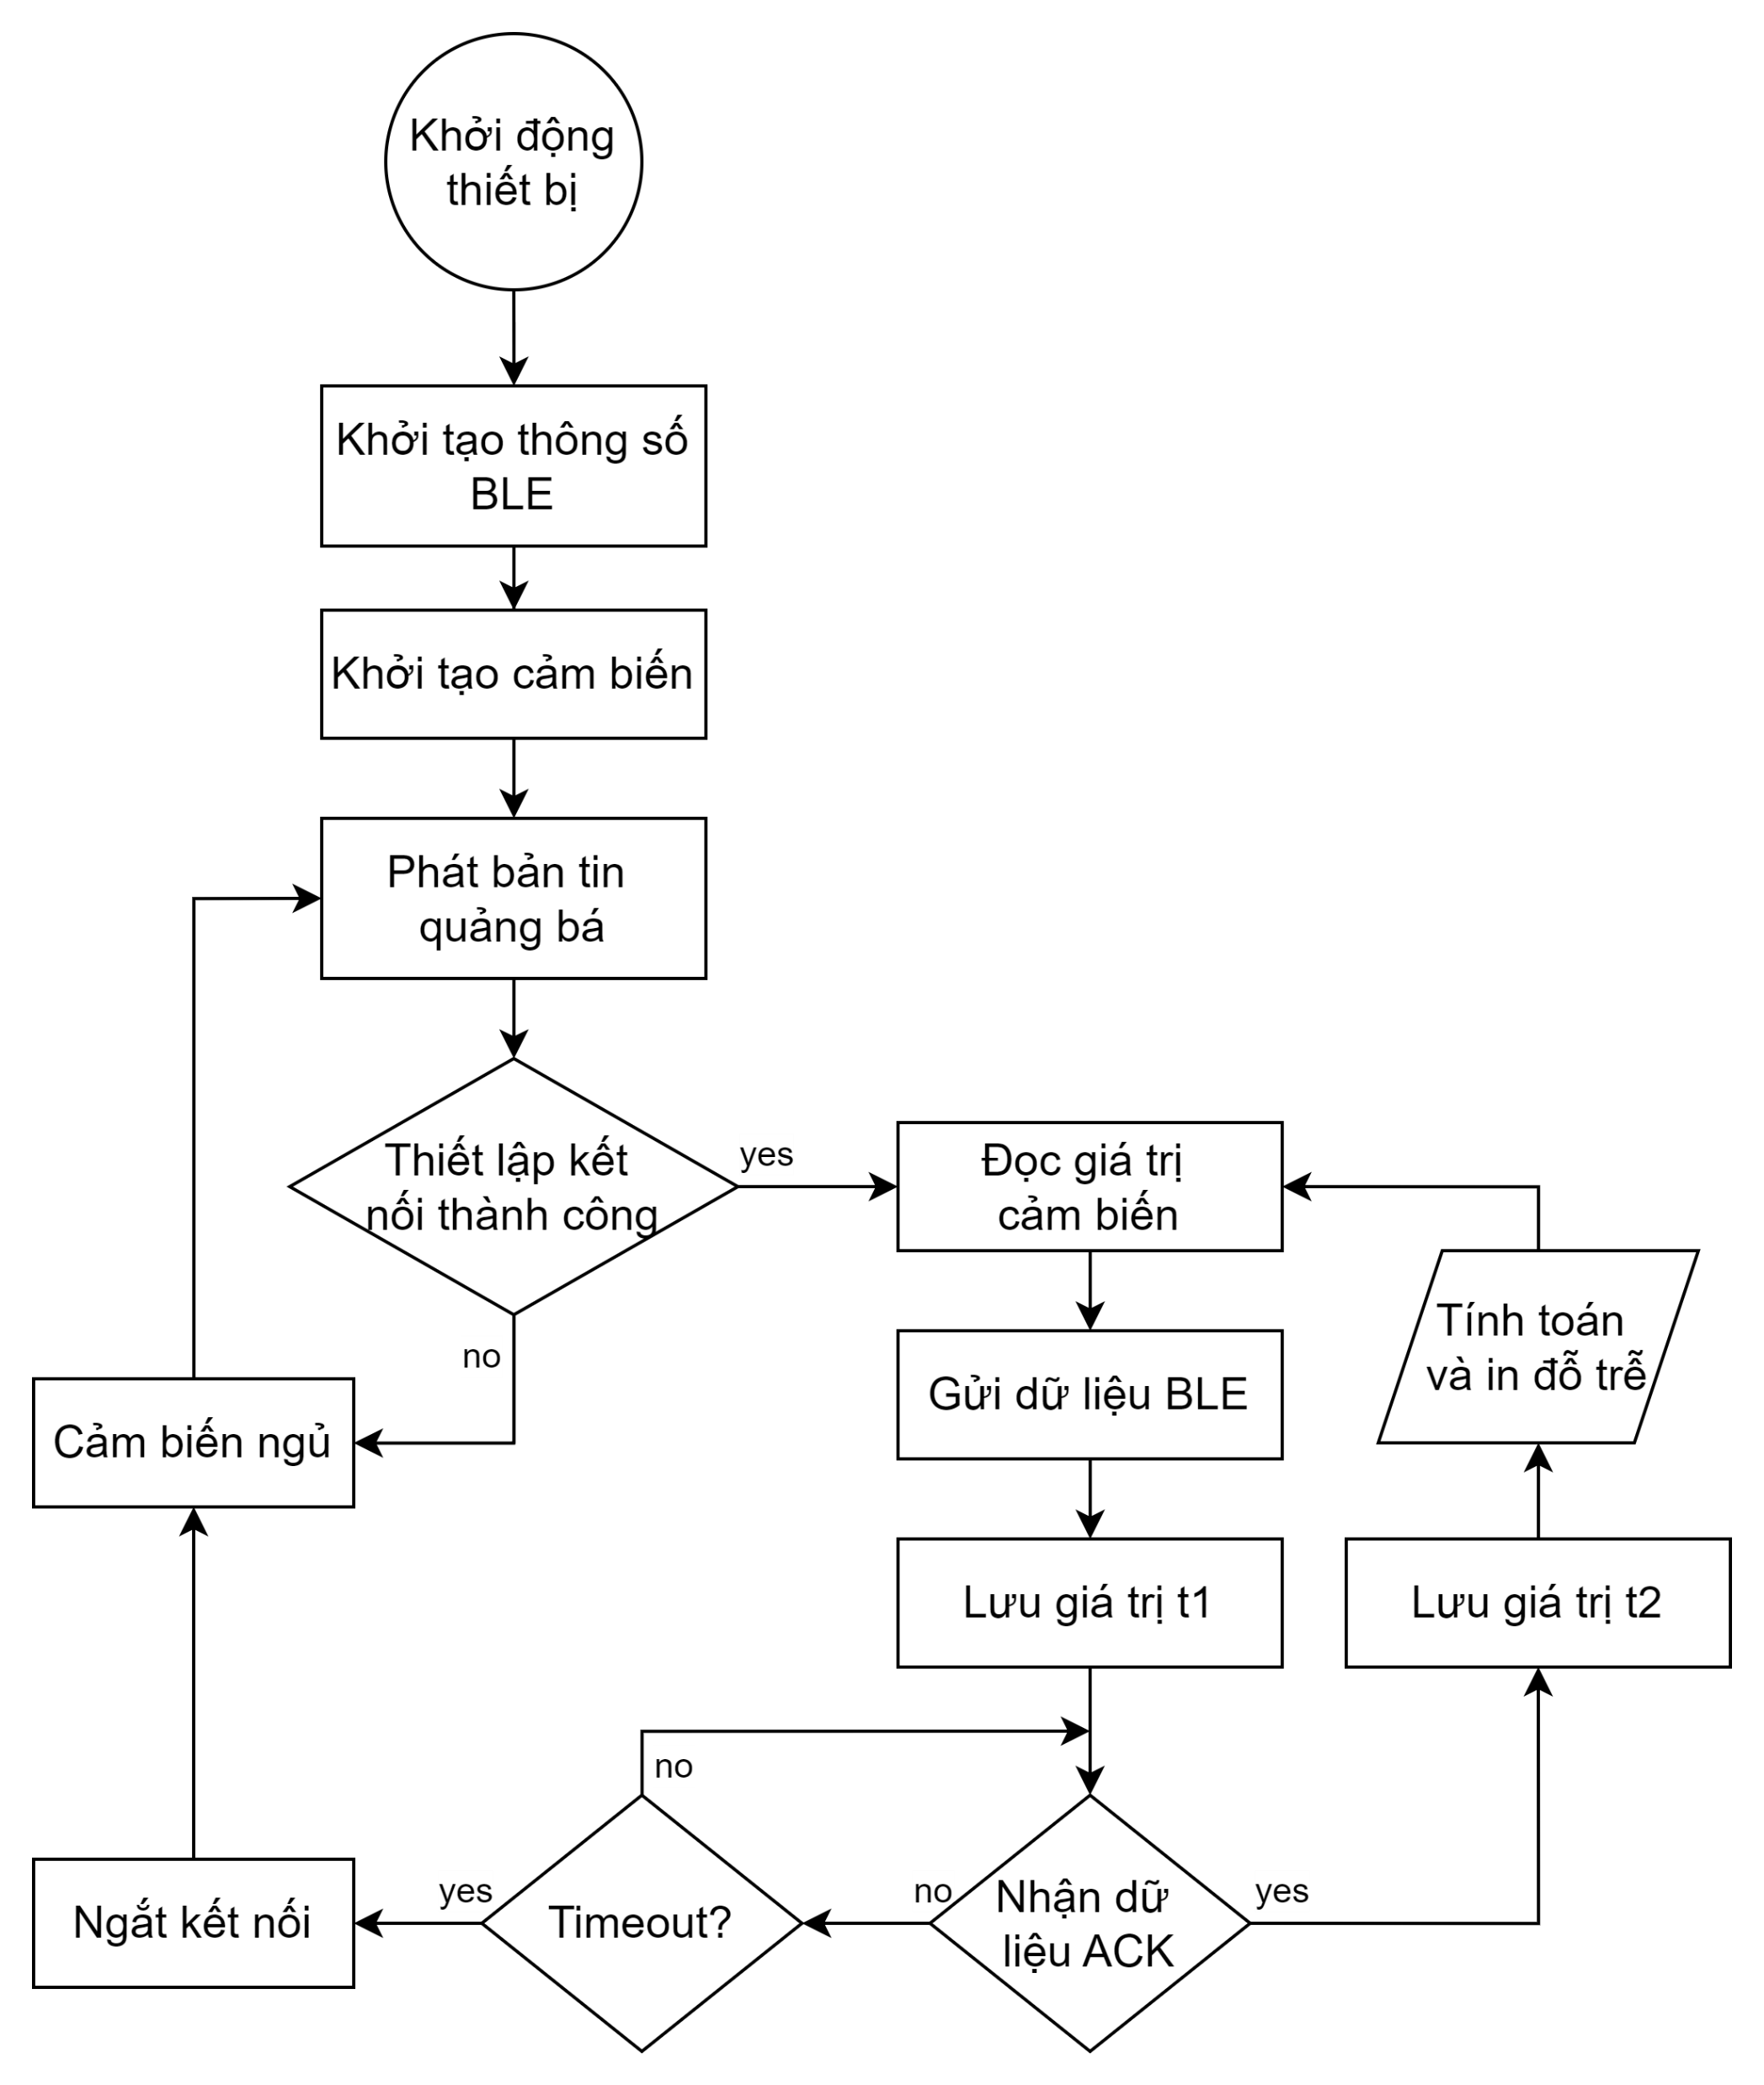 Khởi động
thiết bị
Khởi tạo thông số
BLE
Khởi tạo cảm biến
Phát bản tin
quảng bá
Thiết lập kết
nối thành công
yes
no
Đọc giá trị
cảm biến
Gửi dữ liệu BLE
Lưu giá trị t1
Tính toán
và in đỗ trễ
Lưu giá trị t2
Cảm biến ngủ
no
Ngắt kết nối
yes
Timeout?
no
Nhận dữ
liệu ACK
yes